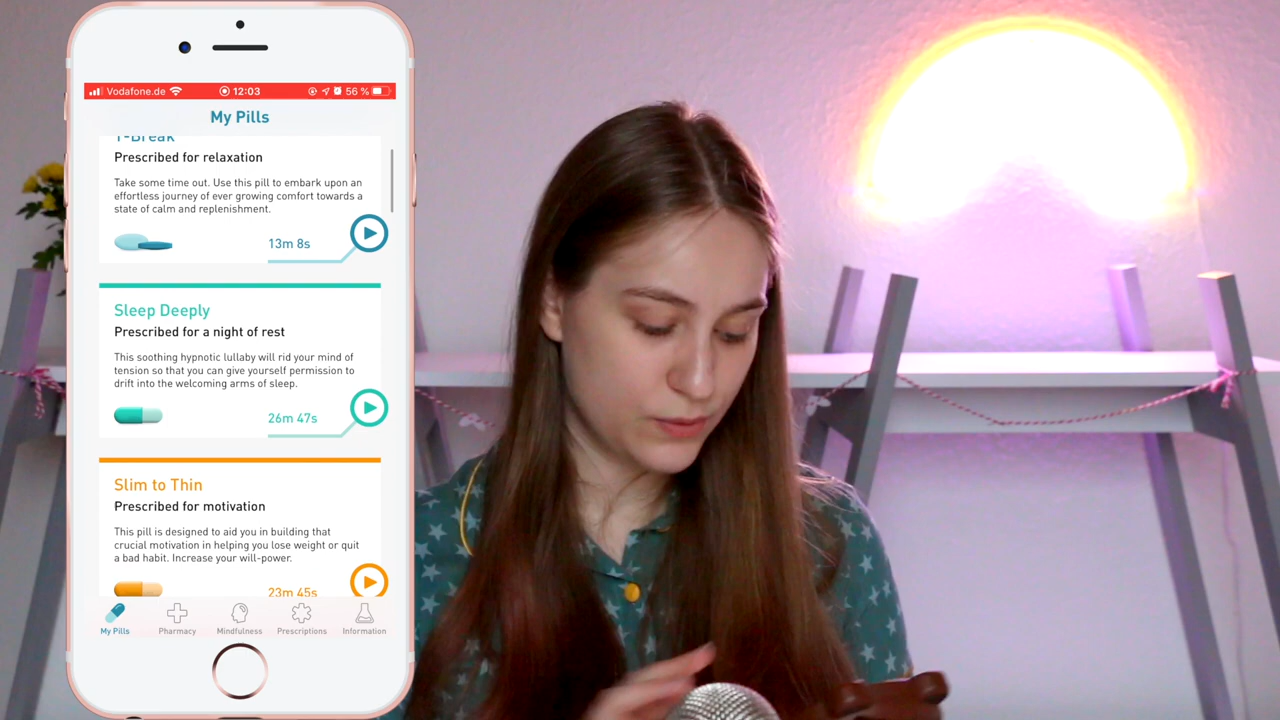 Vodafone.de
12:03
56 %
My Pills
T-Break
Prescribed for relaxation
Take some time out. Use this pill to embark upon an
effortless journey of ever growing comfort towards a
state of calm and replenishment.
13m 8s
Sleep Deeply
Prescribed for a night of rest
This soothing hypnotic lullaby will rid your mind of
tension so that you can give yourself permission to
drift into the welcoming arms of sleep.
26m 47s
Slim to Thin
Prescribed for motivation
This pill is designed to aid you in building that
crucial motivation in helping you lose weight or quit
a bad habit. Increase your will-power.
23m 45s
My Pills
Pharmacy
Mindfulness
Prescriptions
Information